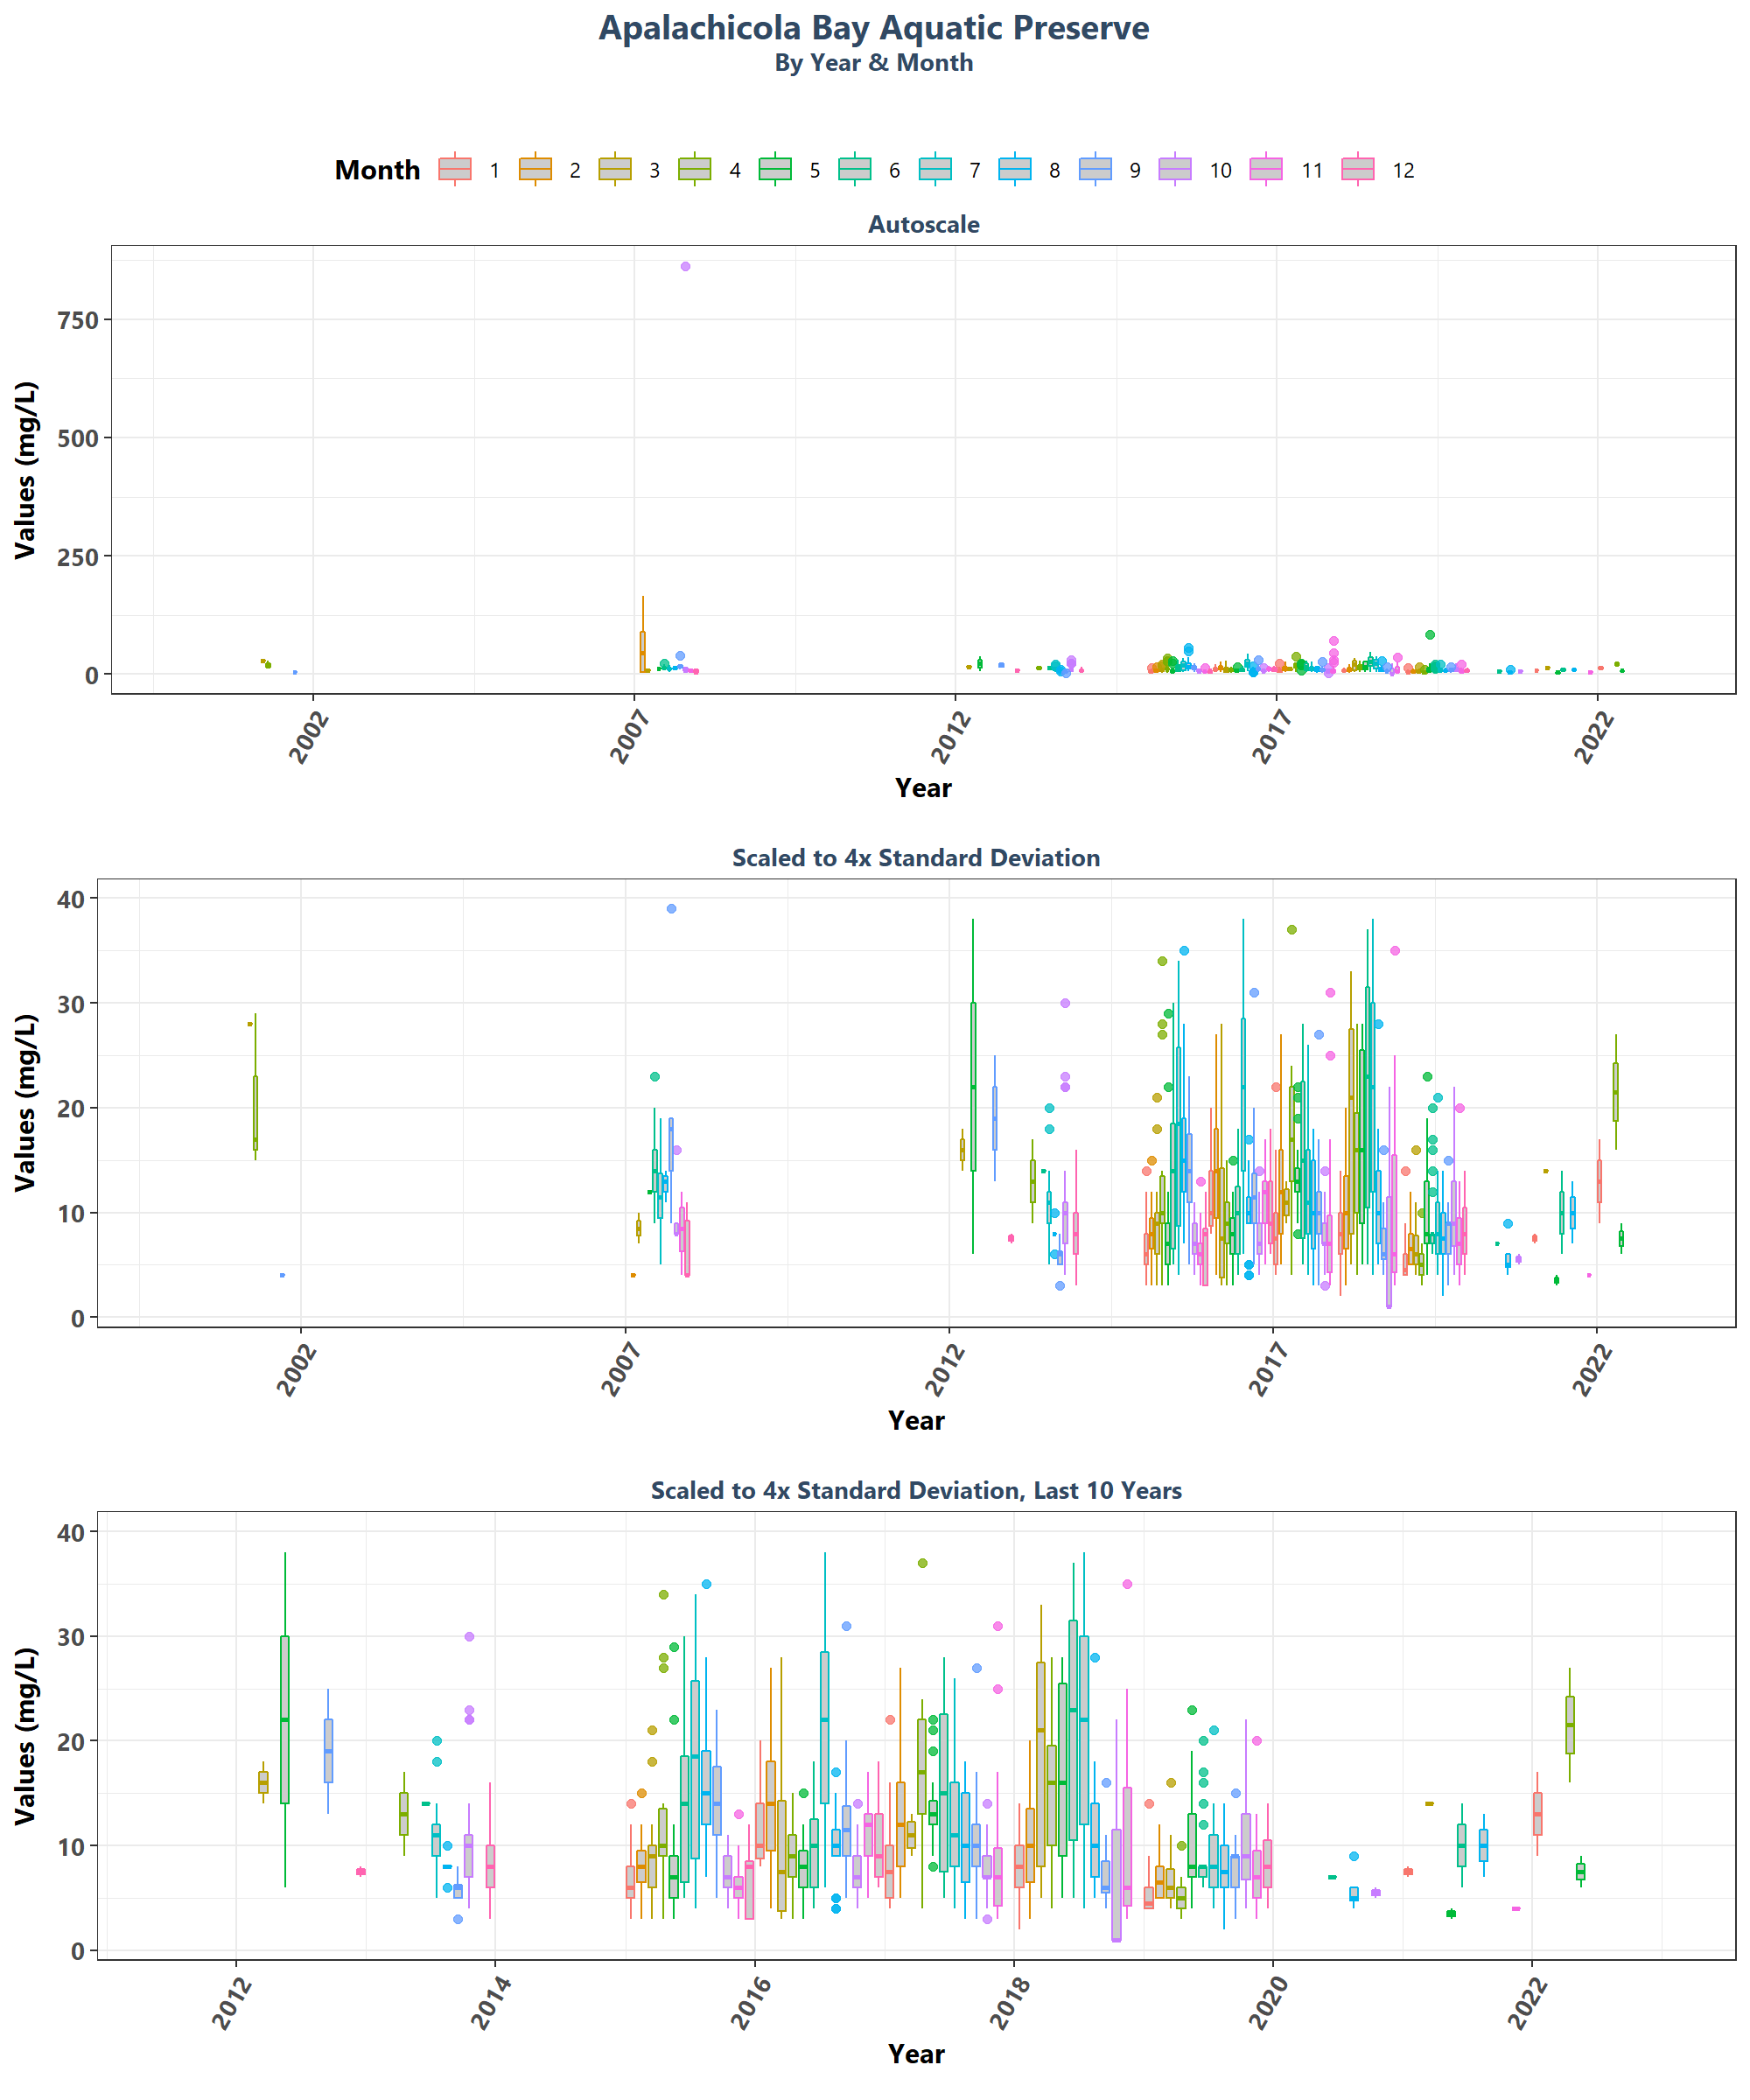 Apalachicola Bay Aquatic Preserve
By Year & Month
Month 1 2 3 4 5 6 7 8 9 10 11 12
Autoscale
Values (mg/L)
750
500
250
0
2002 2007 2012 2017 2022
Year
Scaled to 4x Standard Deviation
Values (mg/L)
40
30
20
10
0
2002 2007 2012 2017 2022
Year
Scaled to 4x Standard Deviation, Last 10 Years
Values (mg/L)
40
30
20
10
0
2012 2014 2016 2018 2020 2022
Year